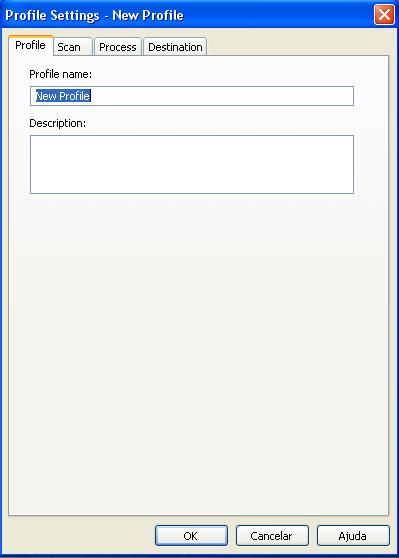 Profile Settings - New Profile
Profile Scan Process Destination
Profile name:
New Profile
Description:
OK Cancelar Ajuda